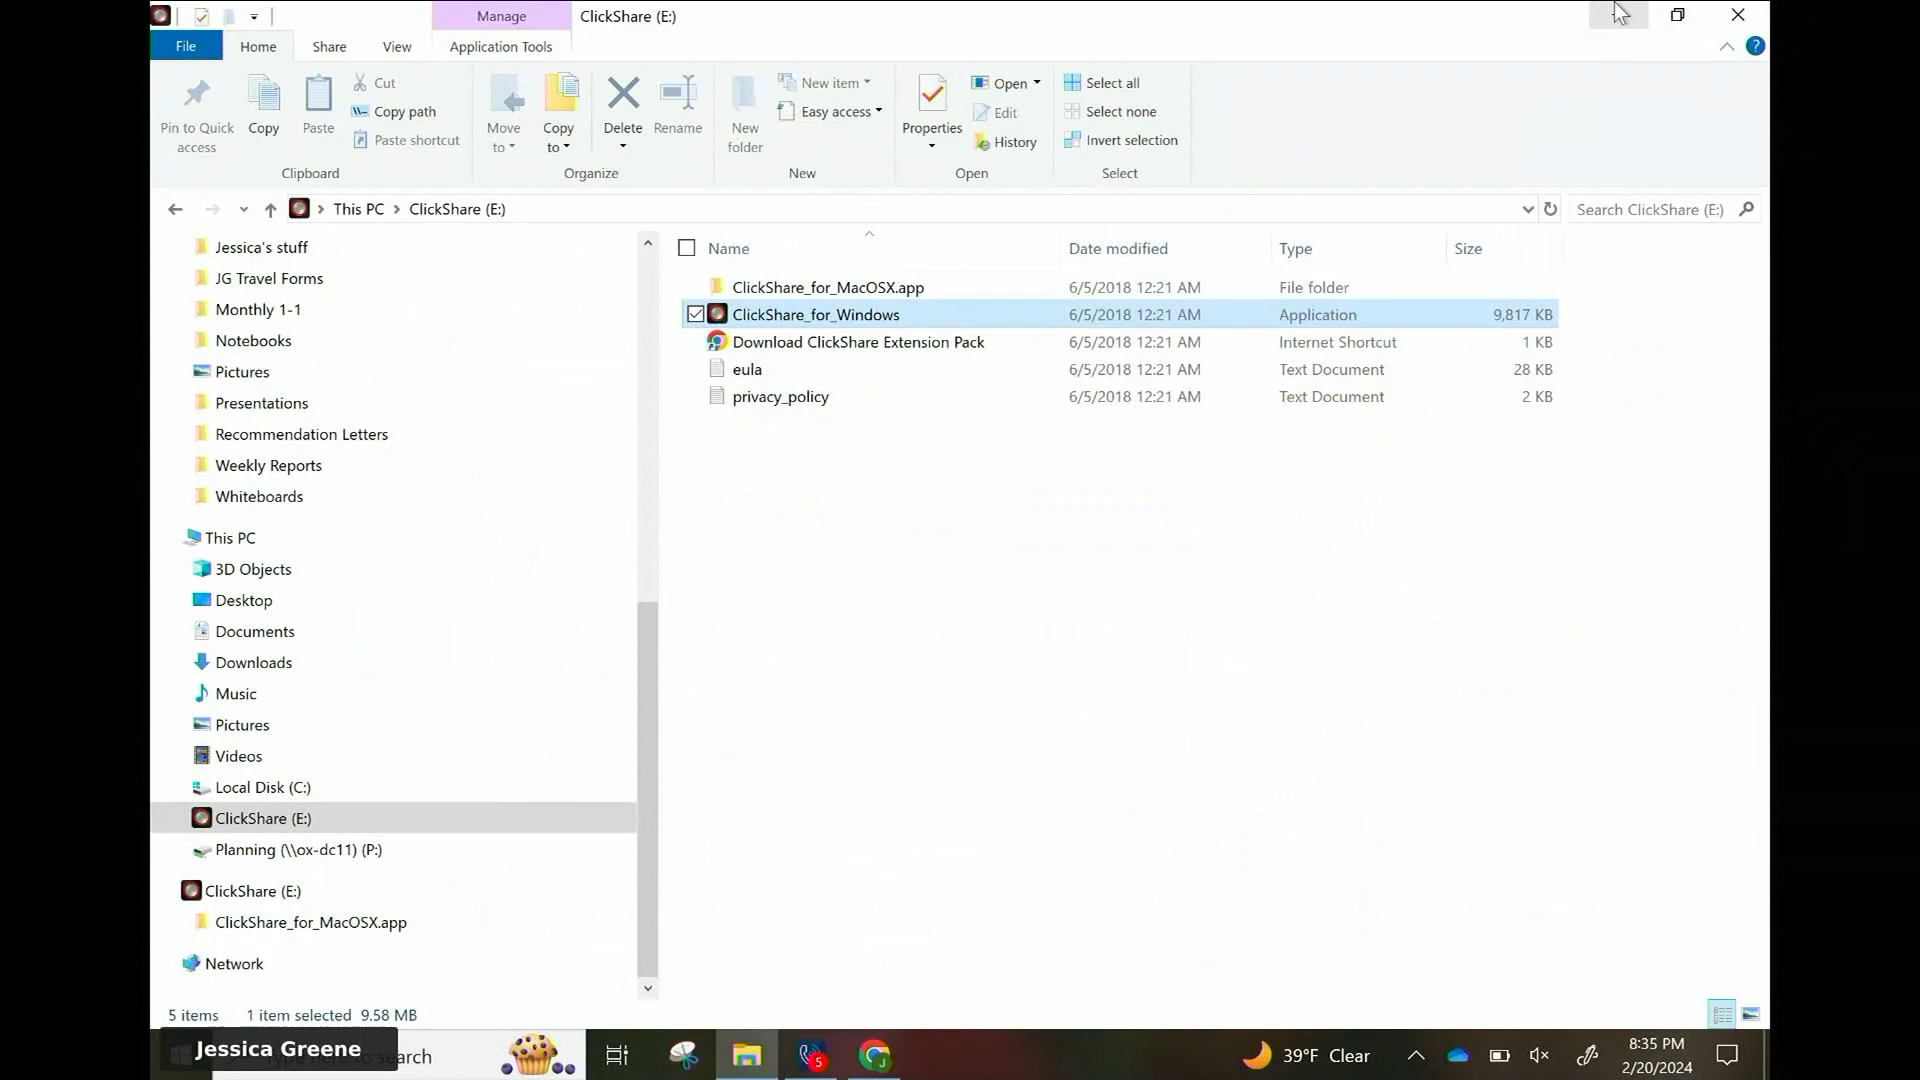 Manage
ClickShare (E:)
File
Home
Share
View
Application Tools
Pin to Quick access
Copy
Paste
Cut
Copy path
Paste shortcut
Clipboard
Move to
Copy to
Delete
Rename
Organize
New folder
New item
Easy access
New
Properties
Open
Edit
History
Open
Select all
Select none
Invert selection
Select
This PC > ClickShare (E:)
Search ClickShare (E:)
Jessica's stuff
JG Travel Forms
Monthly 1-1
Notebooks
Pictures
Presentations
Recommendation Letters
Weekly Reports
Whiteboards
This PC
3D Objects
Desktop
Documents
Downloads
Music
Pictures
Videos
Local Disk (C:)
ClickShare (E:)
Planning (\\ox-dc11) (P:)
ClickShare (E:)
ClickShare_for_MacOSX.app
Network
Name Date modified Type Size
ClickShare_for_MacOSX.app 6/5/2018 12:21 AM File folder
ClickShare_for_Windows 6/5/2018 12:21 AM Application 9,817 KB
Download ClickShare Extension Pack 6/5/2018 12:21 AM Internet Shortcut 1 KB
eula 6/5/2018 12:21 AM Text Document 28 KB
privacy_policy 6/5/2018 12:21 AM Text Document 2 KB
5 items 1 item selected 9.58 MB
Jessica Greene
search
5
39°F Clear
8:35 PM
2/20/2024